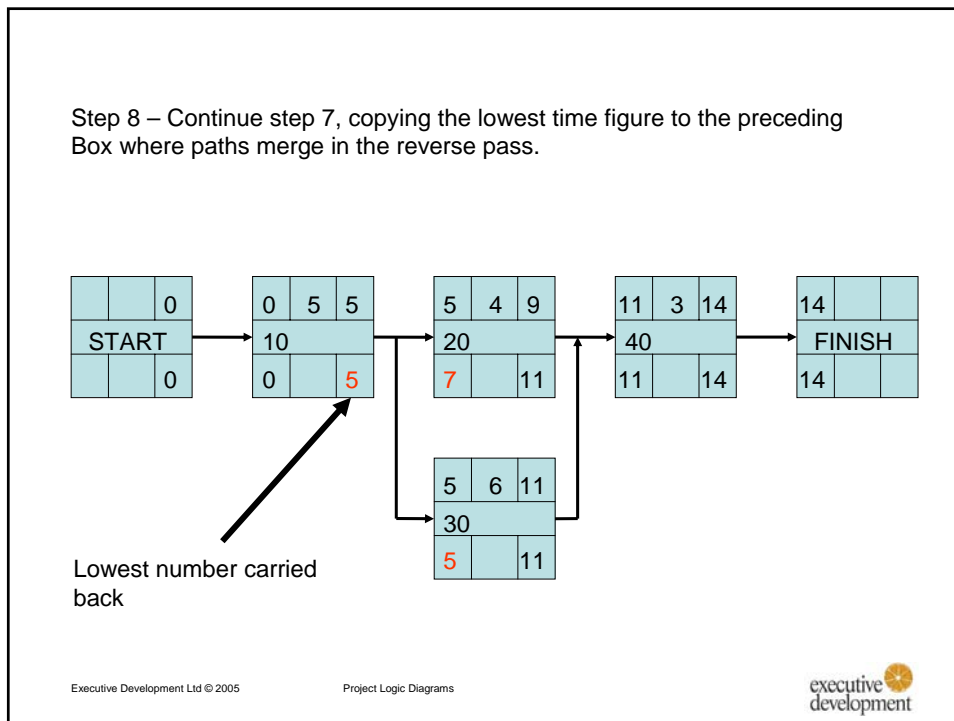 Step 8 – Continue step 7, copying the lowest time figure to the preceding
Box where paths merge in the reverse pass.
0
START
0
0 5 5
10
0 5
5 4 9
20
7 11
11 3 14
40
11 14
14
FINISH
14
5 6 11
30
5 11
Lowest number carried
back
Executive Development Ltd © 2005
Project Logic Diagrams
executive
development